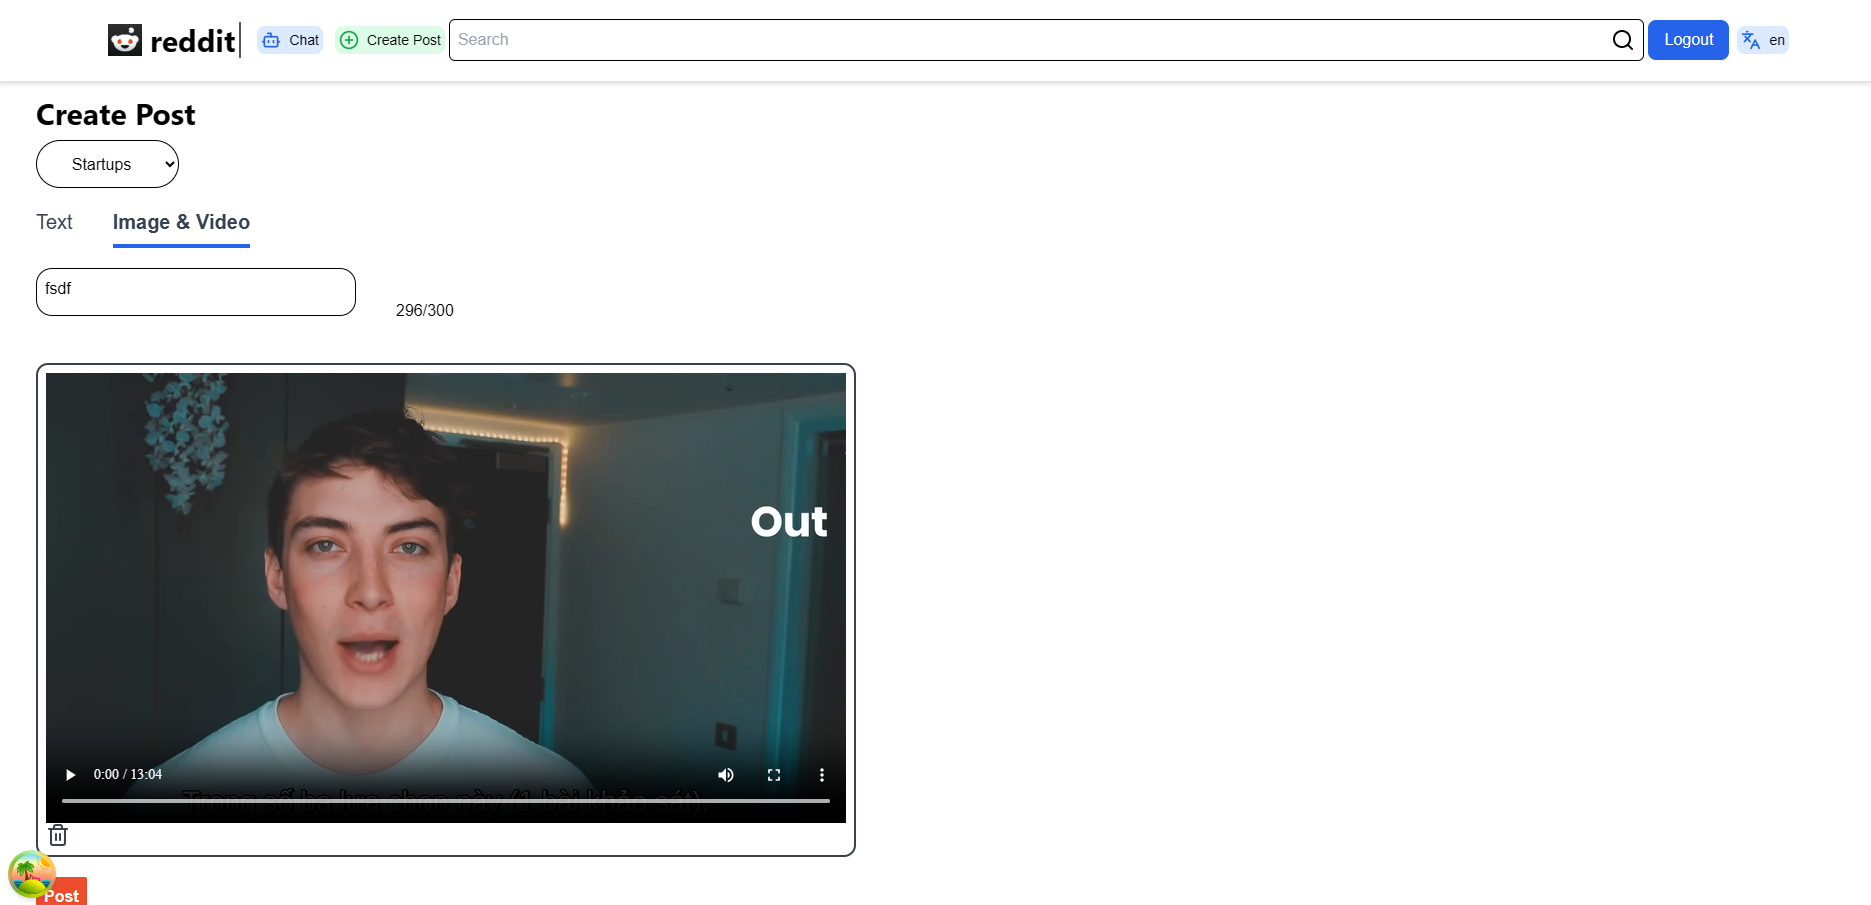 reddit
Chat
Create Post
Search
Logout
en
Create Post
Startups
Text
Image & Video
fsdf
296/300
Out
0:00 / 13:04
Trong số ba lựa chọn này (1 bài khảo sát)
Post